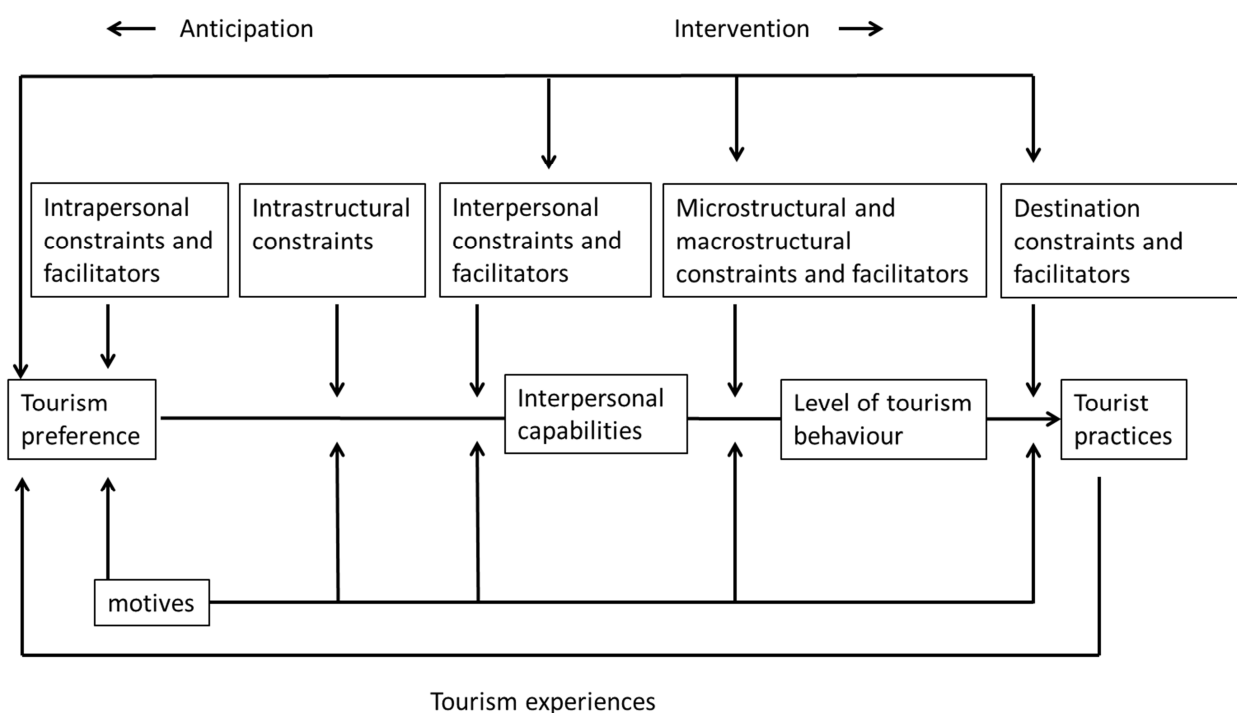 Anticipation
Intervention
Intrapersonal
constraints and
facilitators
Intrastructural
constraints
Interpersonal
constraints and
facilitators
Microstructural and
macrostructural
constraints and facilitators
Destination
constraints and
facilitators
Tourism
preference
Interpersonal
capabilities
Level of tourism
behaviour
Tourist
practices
motives
Tourism experiences